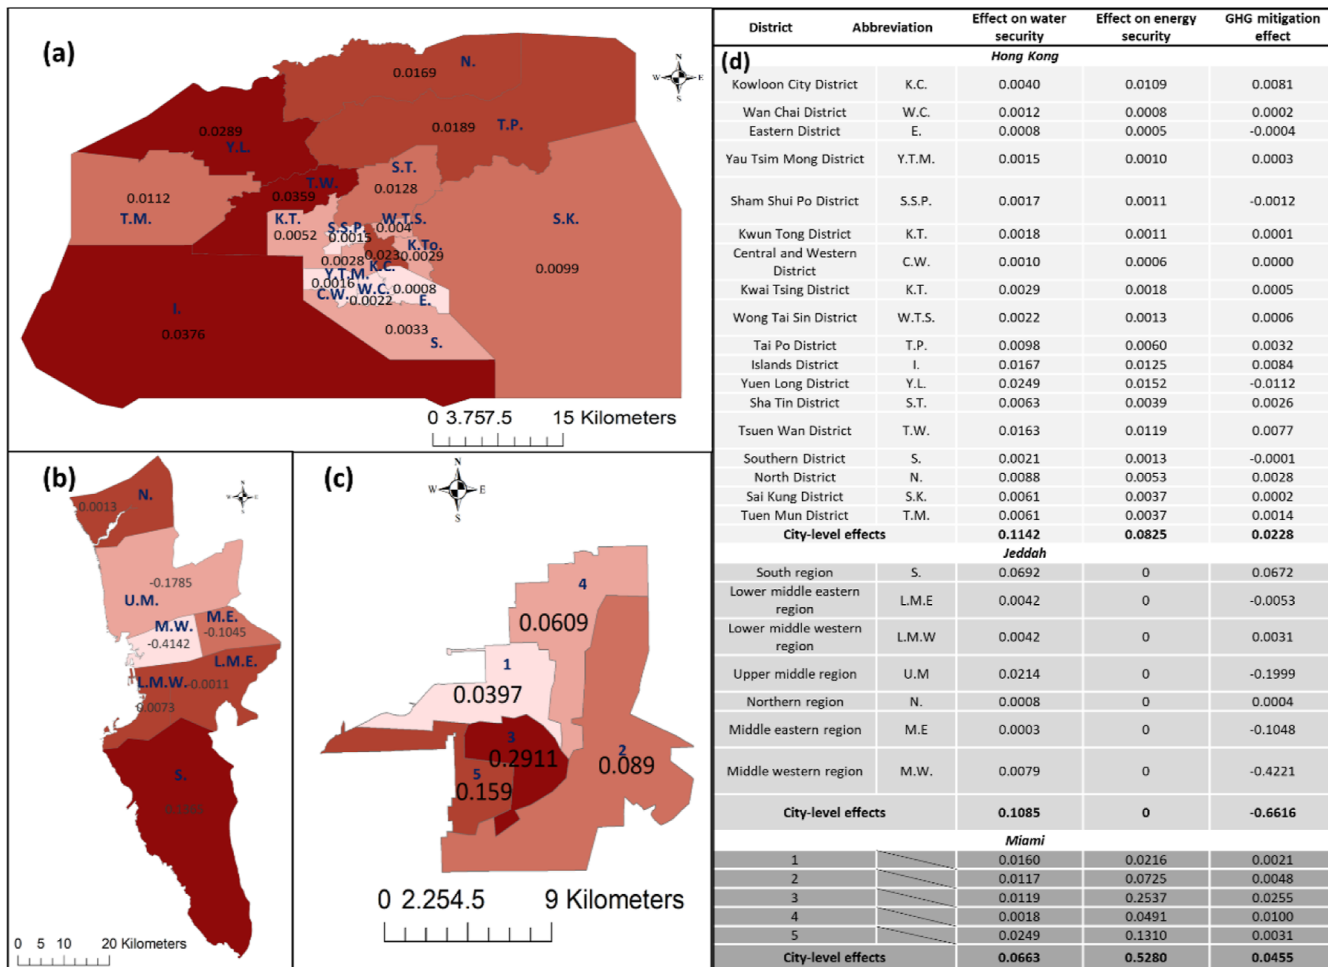 (a)
N.
0.0169
N
W E
S
0.0289
Y.L.
0.0189
T.P.
T.W.
0.0359
S.T.
0.0128
0.0112
T.M.
K.T.
0.0052
S.S.P.
0.0015
W.T.S.
0.004
S.K.
K.To.
0.0029
0.023
K.C.
0.0028
0.0099
Y.T.M.
0.0016
W.C.
0.0008
C.W.
0.0022
E.
I.
0.0376
0.0033
S.
0 3.757.5 15 Kilometers
(b)
N
W E
S
N.
0.0013
-0.1785
U.M.
M.W.
-0.4142
M.E.
-0.1045
L.M.E.
L.M.W.
-0.0011
0.0073
S.
0 5 10 20 Kilometers
(c)
N
W E
S
4
0.0609
1
0.0397
3
0.2911
2
0.089
5
0.159
0 2.254.5 9 Kilometers
District Abbreviation Effect on water security Effect on energy security GHG mitigation effect
(d) Hong Kong
Kowloon City District K.C. 0.0040 0.0109 0.0081
Wan Chai District W.C. 0.0012 0.0008 0.0002
Eastern District E. 0.0008 0.0005 -0.0004
Yau Tsim Mong District Y.T.M. 0.0015 0.0010 0.0003
Sham Shui Po District S.S.P. 0.0017 0.0011 -0.0012
Kwun Tong District K.T. 0.0018 0.0011 0.0001
Central and Western District C.W. 0.0010 0.0006 0.0000
Kwai Tsing District K.T. 0.0029 0.0018 0.0005
Wong Tai Sin District W.T.S. 0.0022 0.0013 0.0006
Tai Po District T.P. 0.0098 0.0060 0.0032
Islands District I. 0.0167 0.0125 0.0084
Yuen Long District Y.L. 0.0249 0.0152 -0.0112
Sha Tin District S.T. 0.0063 0.0039 0.0026
Tsuen Wan District T.W. 0.0163 0.0119 0.0077
Southern District S. 0.0021 0.0013 -0.0001
North District N. 0.0088 0.0053 0.0028
Sai Kung District S.K. 0.0061 0.0037 0.0002
Tuen Mun District T.M. 0.0061 0.0037 0.0014
City-level effects 0.1142 0.0825 0.0228
Jeddah
South region S. 0.0692 0 0.0672
Lower middle eastern region L.M.E 0.0042 0 -0.0053
Lower middle western region L.M.W 0.0042 0 0.0031
Upper middle region U.M 0.0214 0 -0.1999
Northern region N. 0.0008 0 0.0004
Middle eastern region M.E 0.0003 0 -0.1048
Middle western region M.W. 0.0079 0 -0.4221
City-level effects 0.1085 0 -0.6616
Miami
1 0.0160 0.0216 0.0021
2 0.0117 0.0725 0.0048
3 0.0119 0.2537 0.0255
4 0.0018 0.0491 0.0100
5 0.0249 0.1310 0.0031
City-level effects 0.0663 0.5280 0.0455